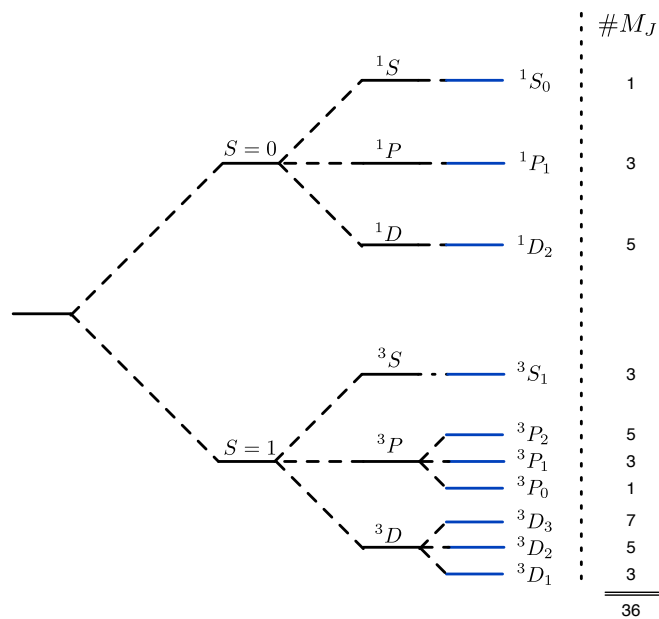 #M_J
^1S ^1S_0 1
S = 0 ^1P ^1P_1 3
^1D ^1D_2 5
^3S ^3S_1 3
^3P_2 5
S = 1 ^3P ^3P_1 3
^3P_0 1
^3D_3 7
^3D ^3D_2 5
^3D_1 3
36